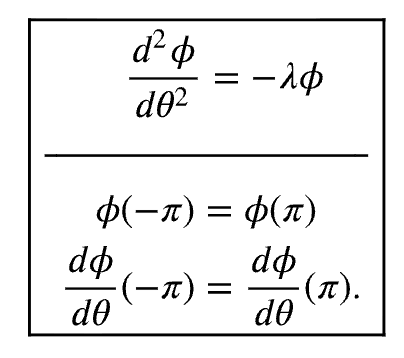 d²ϕ/dθ² = −λϕ
ϕ(−π) = ϕ(π)
dϕ/dθ (−π) = dϕ/dθ (π).